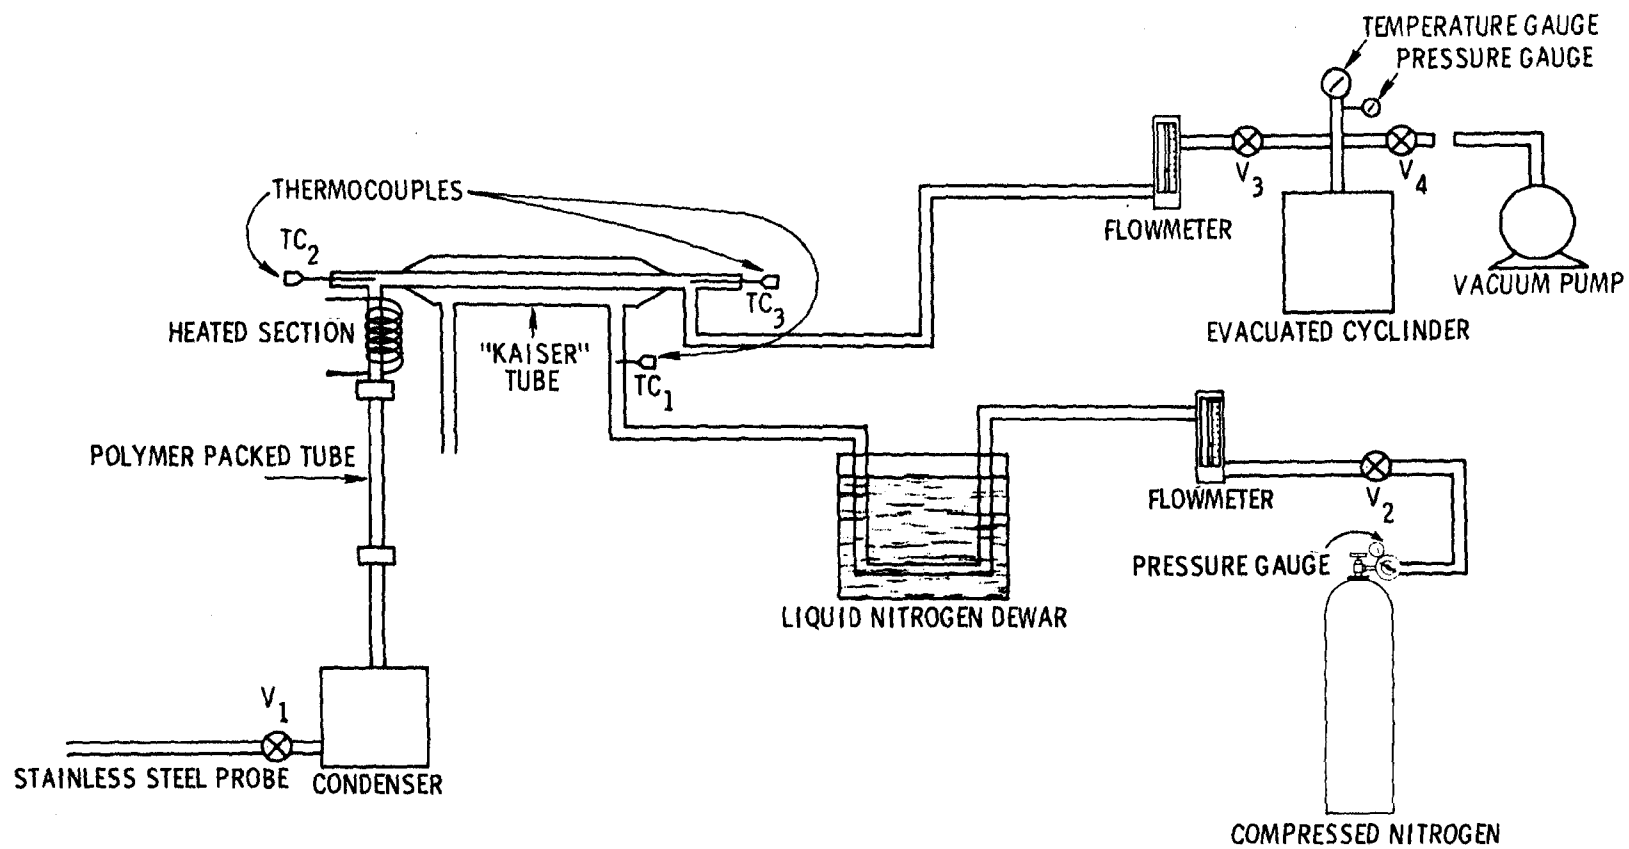 TEMPERATURE GAUGE
PRESSURE GAUGE
V3
V4
THERMOCOUPLES
FLOWMETER
TC2
VACUUM PUMP
TC3
HEATED SECTION
EVACUATED CYCLINDER
"KAISER"
TUBE
TC1
POLYMER PACKED TUBE
FLOWMETER
V2
PRESSURE GAUGE
LIQUID NITROGEN DEWAR
V1
STAINLESS STEEL PROBE
CONDENSER
COMPRESSED NITROGEN